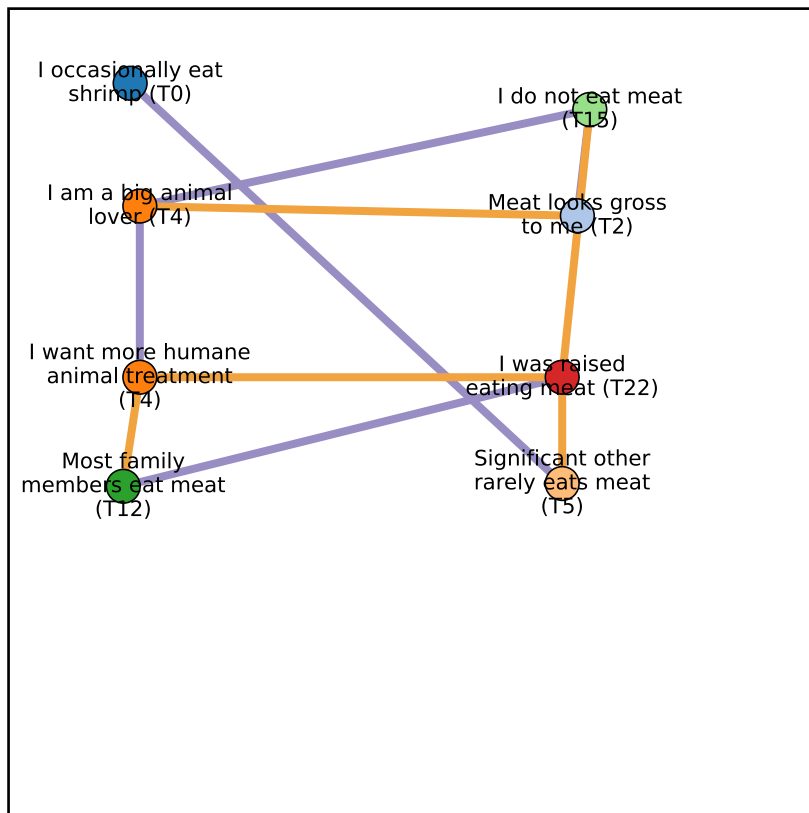 I occasionally eat
shrimp (T0)
I do not eat meat
(T15)
I am a big animal
lover (T4)
Meat looks gross
to me (T2)
I want more humane
animal treatment
(T4)
I was raised
eating meat (T22)
Most family
members eat meat
(T12)
Significant other
rarely eats meat
(T5)